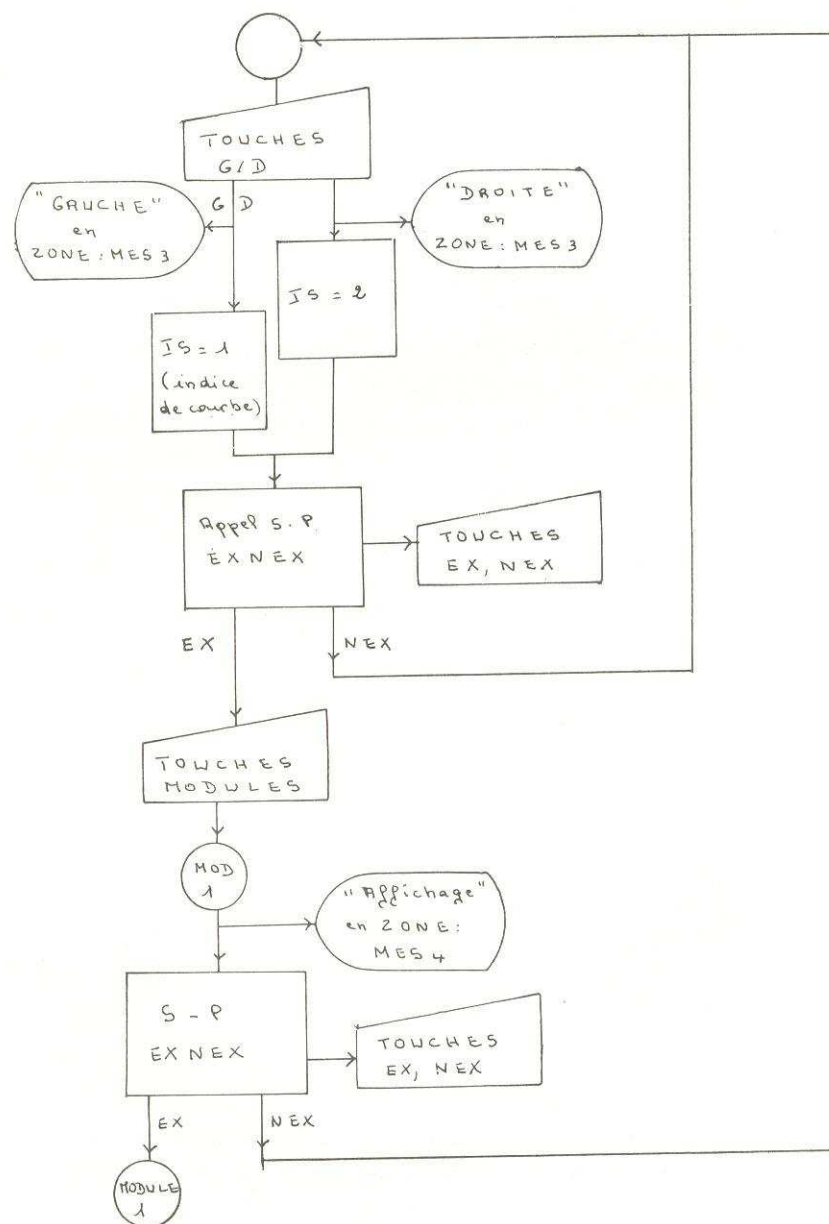 TOUCHES
G/D
G D
"GAUCHE"
en
ZONE : MES 3
"DROITE"
en
ZONE : MES 3
IS = 2
IS = 1
(indice
de courbe)
Appel S.P
EXNEX
TOUCHES
EX, NEX
EX
NEX
TOUCHES
MODULES
MOD
1
"Affichage"
en ZONE :
MES 4
S - P
EXNEX
TOUCHES
EX, NEX
EX
NEX
MODULE
1